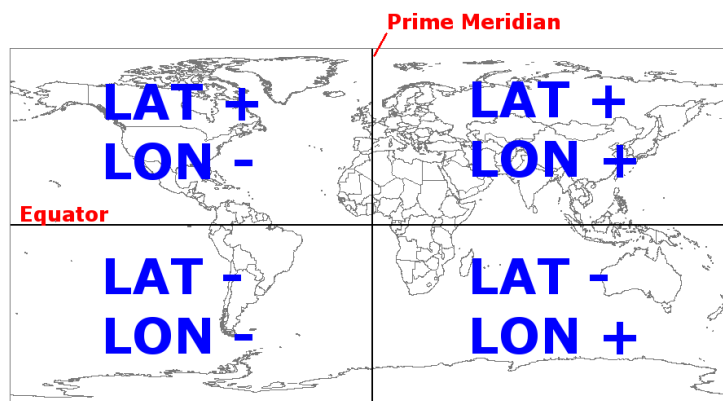 Prime Meridian
LAT + LAT +
LON - LON +
Equator
LAT - LAT -
LON - LON +